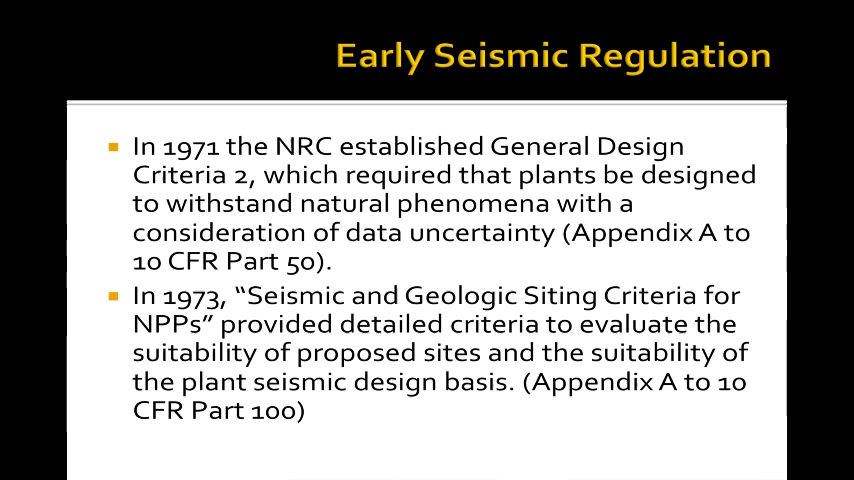 Early Seismic Regulation
In 1971 the NRC established General Design
Criteria 2, which required that plants be designed
to withstand natural phenomena with a
consideration of data uncertainty (Appendix A to
10 CFR Part 50).
In 1973, “Seismic and Geologic Siting Criteria for
NPPs” provided detailed criteria to evaluate the
suitability of proposed sites and the suitability of
the plant seismic design basis. (Appendix A to 10
CFR Part 100)